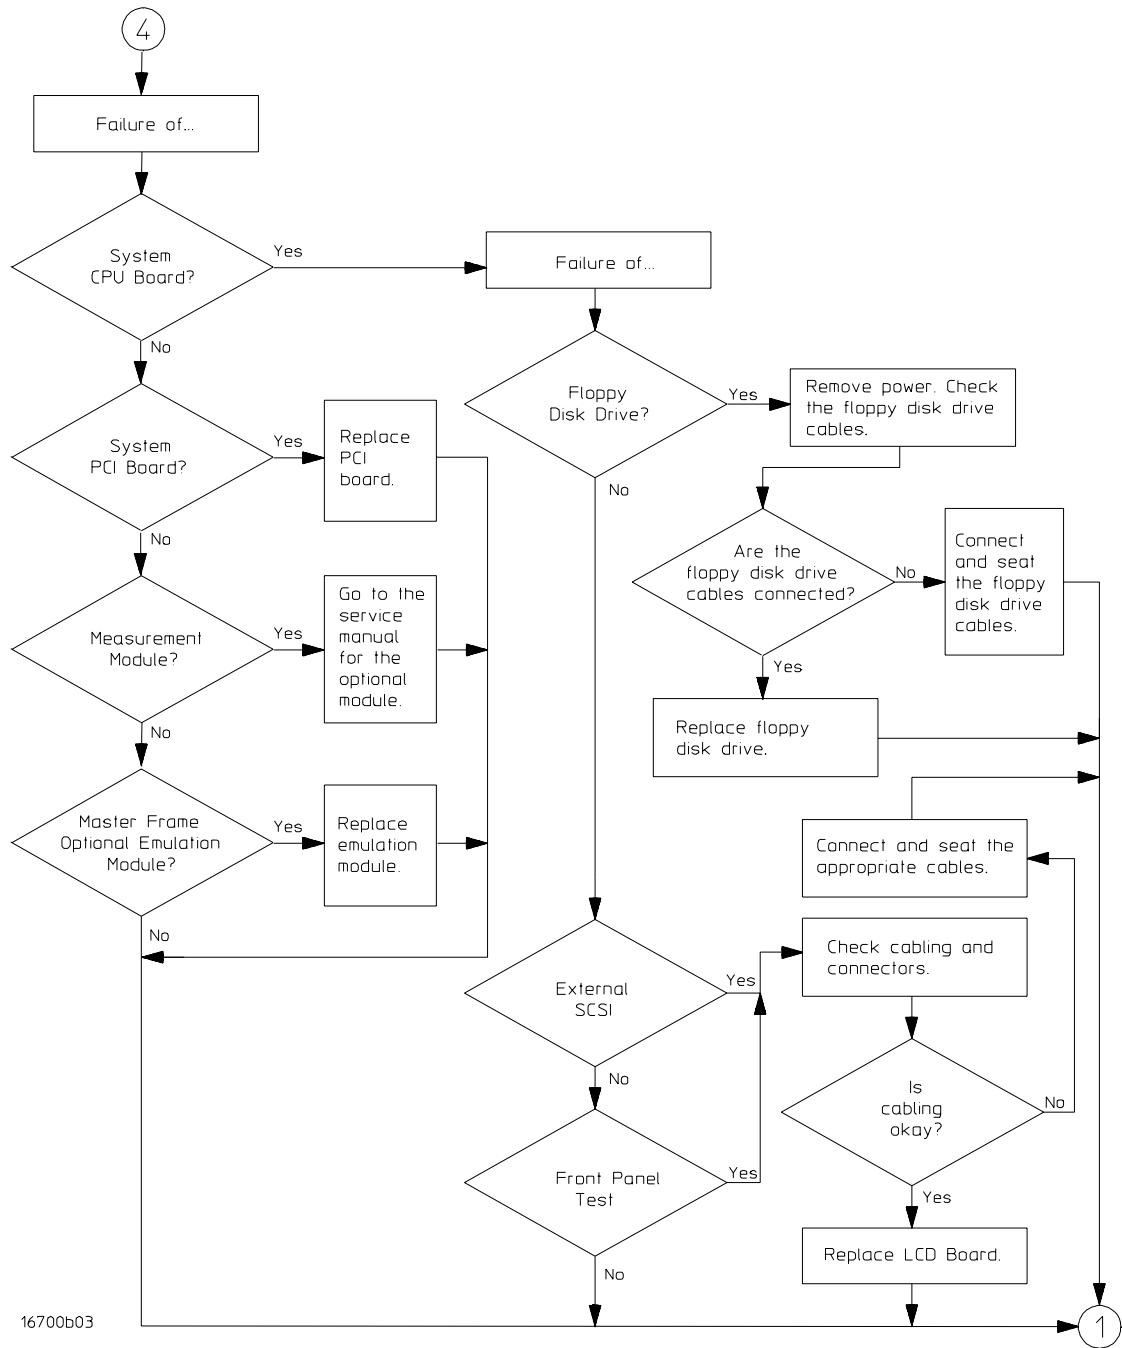 4
Failure of...
System
CPU Board?
Yes
No
Failure of...
Floppy
Disk Drive?
Yes
No
Remove power. Check
the floppy disk drive
cables.
System
PCI Board?
Yes
No
Replace
PCI
board.
Are the
floppy disk drive
cables connected?
No
Yes
Connect
and seat
the floppy
disk drive
cables.
Measurement
Module?
Yes
No
Go to the
service
manual
for the
optional
module.
Replace floppy
disk drive.
Master Frame
Optional Emulation
Module?
Yes
No
Replace
emulation
module.
Connect and seat the
appropriate cables.
External
SCSI
Yes
No
Check cabling and
connectors.
Is
cabling
okay?
No
Yes
Front Panel
Test
Yes
No
Replace LCD Board.
16700b03
1